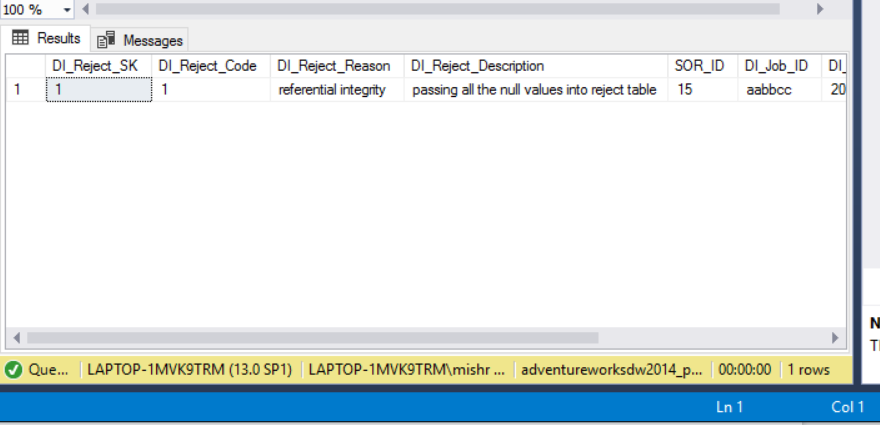 100 %
Results Messages
DI_Reject_SK DI_Reject_Code DI_Reject_Reason DI_Reject_Description SOR_ID DI_Job_ID DI_
1 1 1 referential integrity passing all the null values into reject table 15 aabbcc 20
N
Que... LAPTOP-1MVK9TRM (13.0 SP1) LAPTOP-1MVK9TRM\mishr ... adventureworksdw2014_p... 00:00:00 1 rows
Ln 1 Col 1